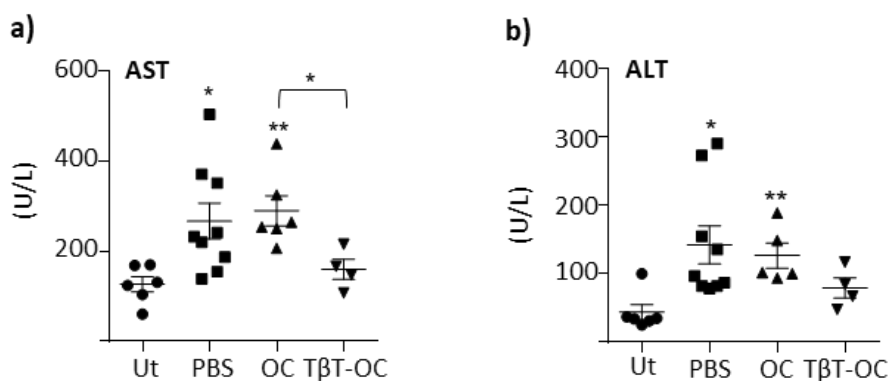 a)
AST
600
400
200
(U/L)
*
**
*
Ut PBS OC TβT-OC
b)
ALT
400
300
200
100
(U/L)
*
**
Ut PBS OC TβT-OC